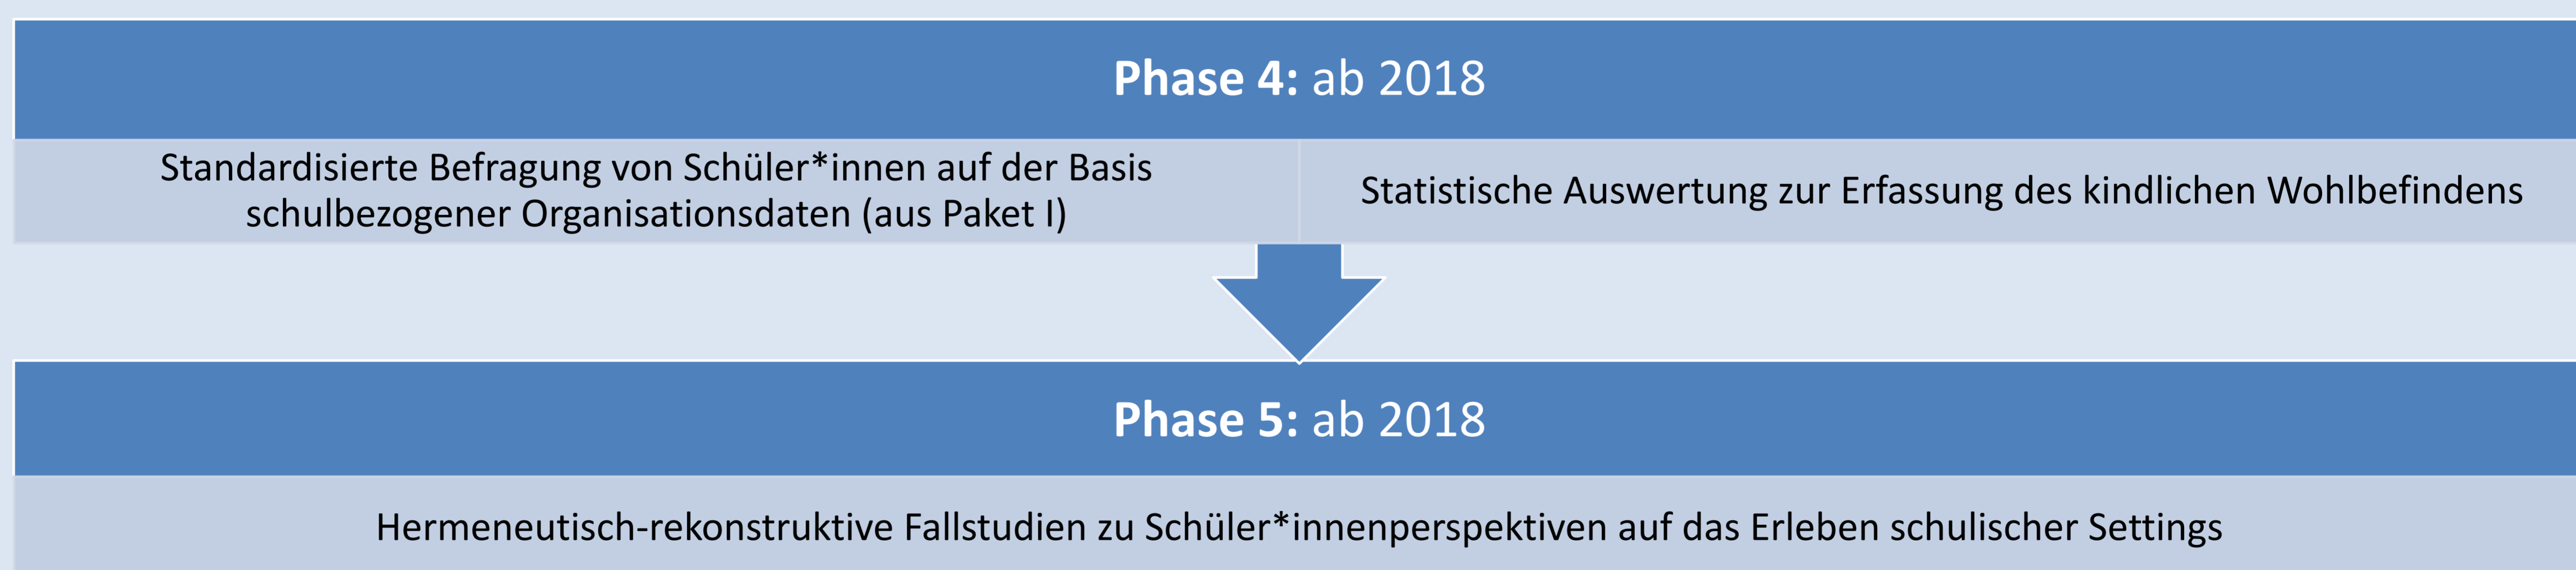 Phase 4: ab 2018
Standardisierte Befragung von Schüler*innen auf der Basis
schulbezogener Organisationsdaten (aus Paket I)
Statistische Auswertung zur Erfassung des kindlichen Wohlbefindens
Phase 5: ab 2018
Hermeneutisch-rekonstruktive Fallstudien zu Schüler*innenperspektiven auf das Erleben schulischer Settings